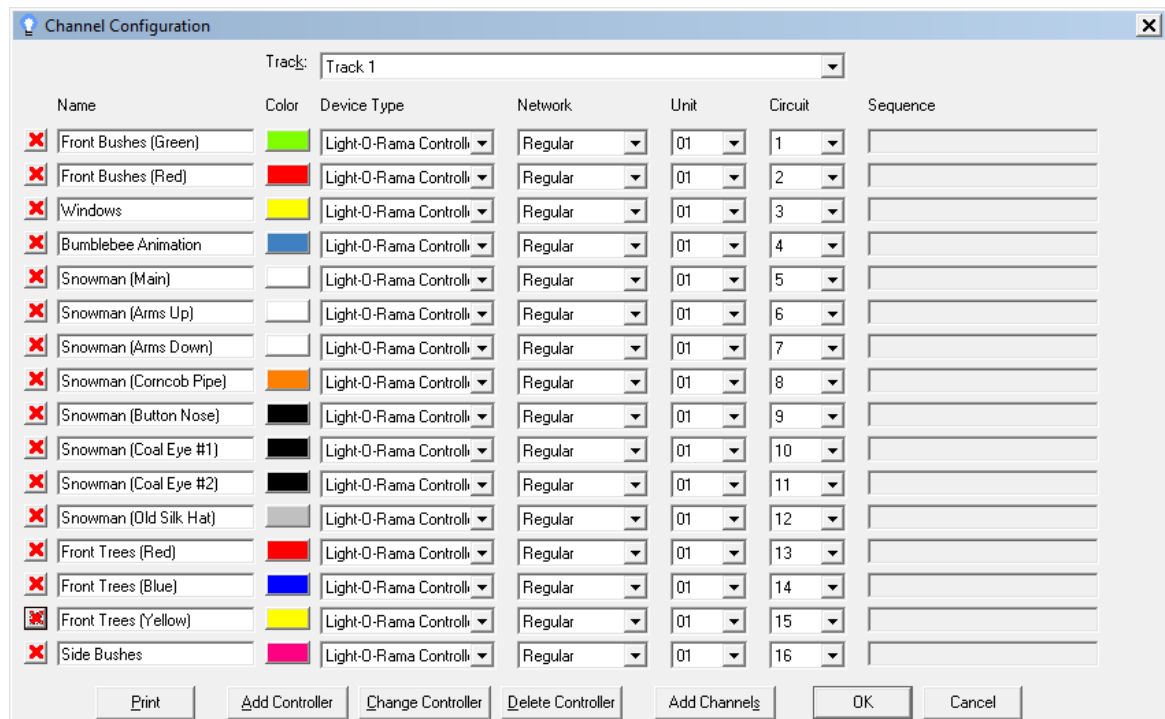 Channel Configuration
Track: Track 1
Name Color Device Type Network Unit Circuit Sequence
Front Bushes (Green) Light-O-Rama Controll Regular 01 1
Front Bushes (Red) Light-O-Rama Controll Regular 01 2
Windows Light-O-Rama Controll Regular 01 3
Bumblebee Animation Light-O-Rama Controll Regular 01 4
Snowman (Main) Light-O-Rama Controll Regular 01 5
Snowman (Arms Up) Light-O-Rama Controll Regular 01 6
Snowman (Arms Down) Light-O-Rama Controll Regular 01 7
Snowman (Corncob Pipe) Light-O-Rama Controll Regular 01 8
Snowman (Button Nose) Light-O-Rama Controll Regular 01 9
Snowman (Coal Eye #1) Light-O-Rama Controll Regular 01 10
Snowman (Coal Eye #2) Light-O-Rama Controll Regular 01 11
Snowman (Old Silk Hat) Light-O-Rama Controll Regular 01 12
Front Trees (Red) Light-O-Rama Controll Regular 01 13
Front Trees (Blue) Light-O-Rama Controll Regular 01 14
Front Trees (Yellow) Light-O-Rama Controll Regular 01 15
Side Bushes Light-O-Rama Controll Regular 01 16
Print Add Controller Change Controller Delete Controller Add Channels OK Cancel